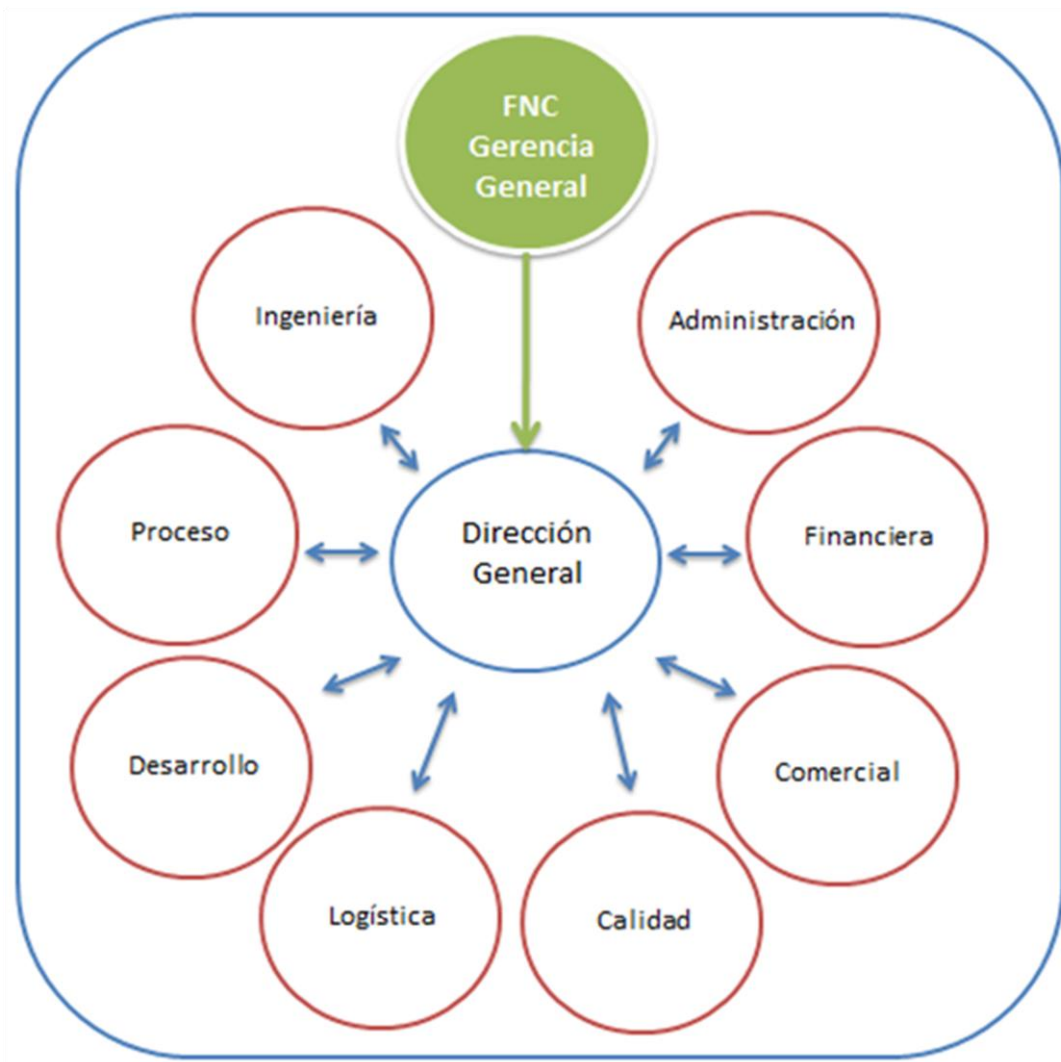 FNC
Gerencia
General
Ingeniería
Administración
Proceso
Dirección
General
Financiera
Desarrollo
Comercial
Logística
Calidad